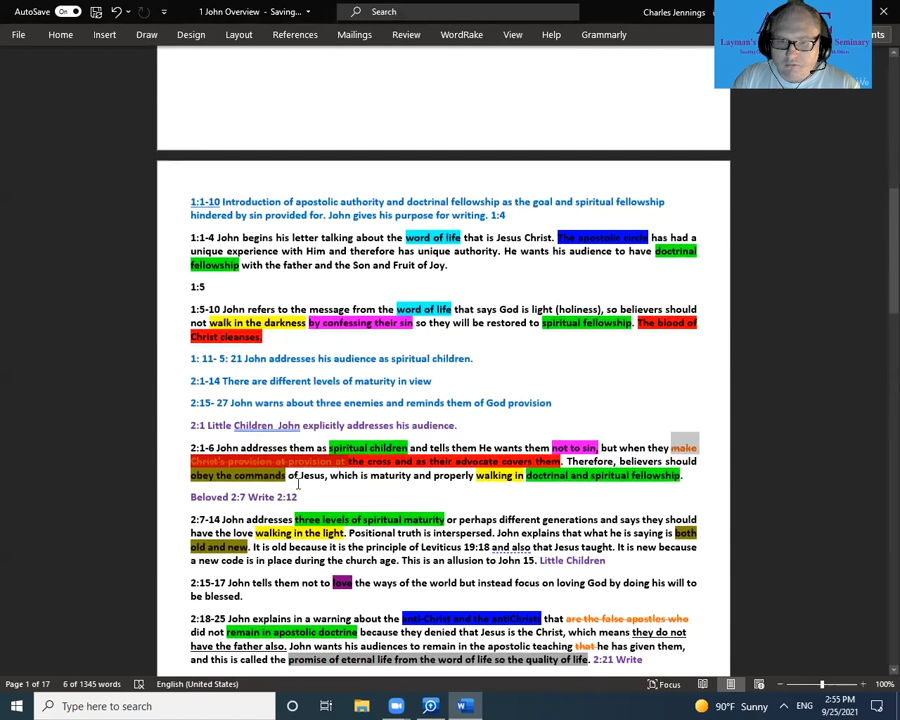 AutoSave On 1 John Overview - Saving... Search Charles Jennings
File Home Insert Draw Design Layout References Mailings Review WordRake View Help Grammarly
Layman's Seminary
1:1-10 Introduction of apostolic authority and doctrinal fellowship as the goal and spiritual fellowship
hindered by sin provided for. John gives his purpose for writing. 1:4
1:1-4 John begins his letter talking about the word of life that is Jesus Christ. The apostolic circle has had a
unique experience with Him and therefore has unique authority. He wants his audience to have doctrinal
fellowship with the father and the Son and Fruit of Joy.
1:5
1:5-10 John refers to the message from the word of life that says God is light (holiness), so believers should
not walk in the darkness by confessing their sin so they will be restored to spiritual fellowship. The blood of
Christ cleanses.
1: 11- 5: 21 John addresses his audience as spiritual children.
2:1-14 There are different levels of maturity in view
2:15- 27 John warns about three enemies and reminds them of God provision
2:1 Little Children John explicitly addresses his audience.
2:1-6 John addresses them as spiritual children and tells them He wants them not to sin, but when they make
Christ's provision at provision at the cross and as their advocate covers them. Therefore, believers should
obey the commands of Jesus, which is maturity and properly walking in doctrinal and spiritual fellowship.
Beloved 2:7 Write 2:12
2:7-14 John addresses three levels of spiritual maturity or perhaps different generations and says they should
have the love walking in the light. Positional truth is interspersed. John explains that what he is saying is both
old and new. It is old because it is the principle of Leviticus 19:18 and also that Jesus taught. It is new because
a new code is in place during the church age. This is an allusion to John 15. Little Children
2:15-17 John tells them not to love the ways of the world but instead focus on loving God by doing his will to
be blessed.
2:18-25 John explains in a warning about the anti-Christ and the antiChrists that are the false apostles who
did not remain in apostolic doctrine because they denied that Jesus is the Christ, which means they do not
have the father also. John wants his audiences to remain in the apostolic teaching that he has given them,
and this is called the promise of eternal life from the word of life so the quality of life. 2:21 Write
Page 1 of 17 6 of 1345 words English (United States) Focus 100%
Type here to search 90°F Sunny 2:55 PM
9/25/2021